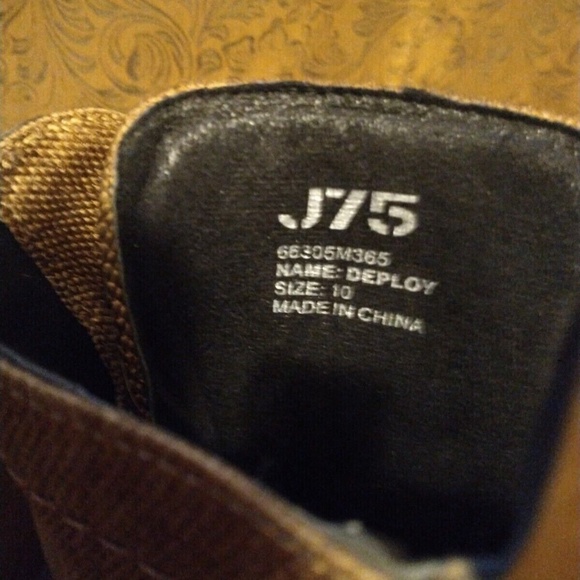 J75
66305M365
NAME: DEPLOY
SIZE: 10
MADE IN CHINA